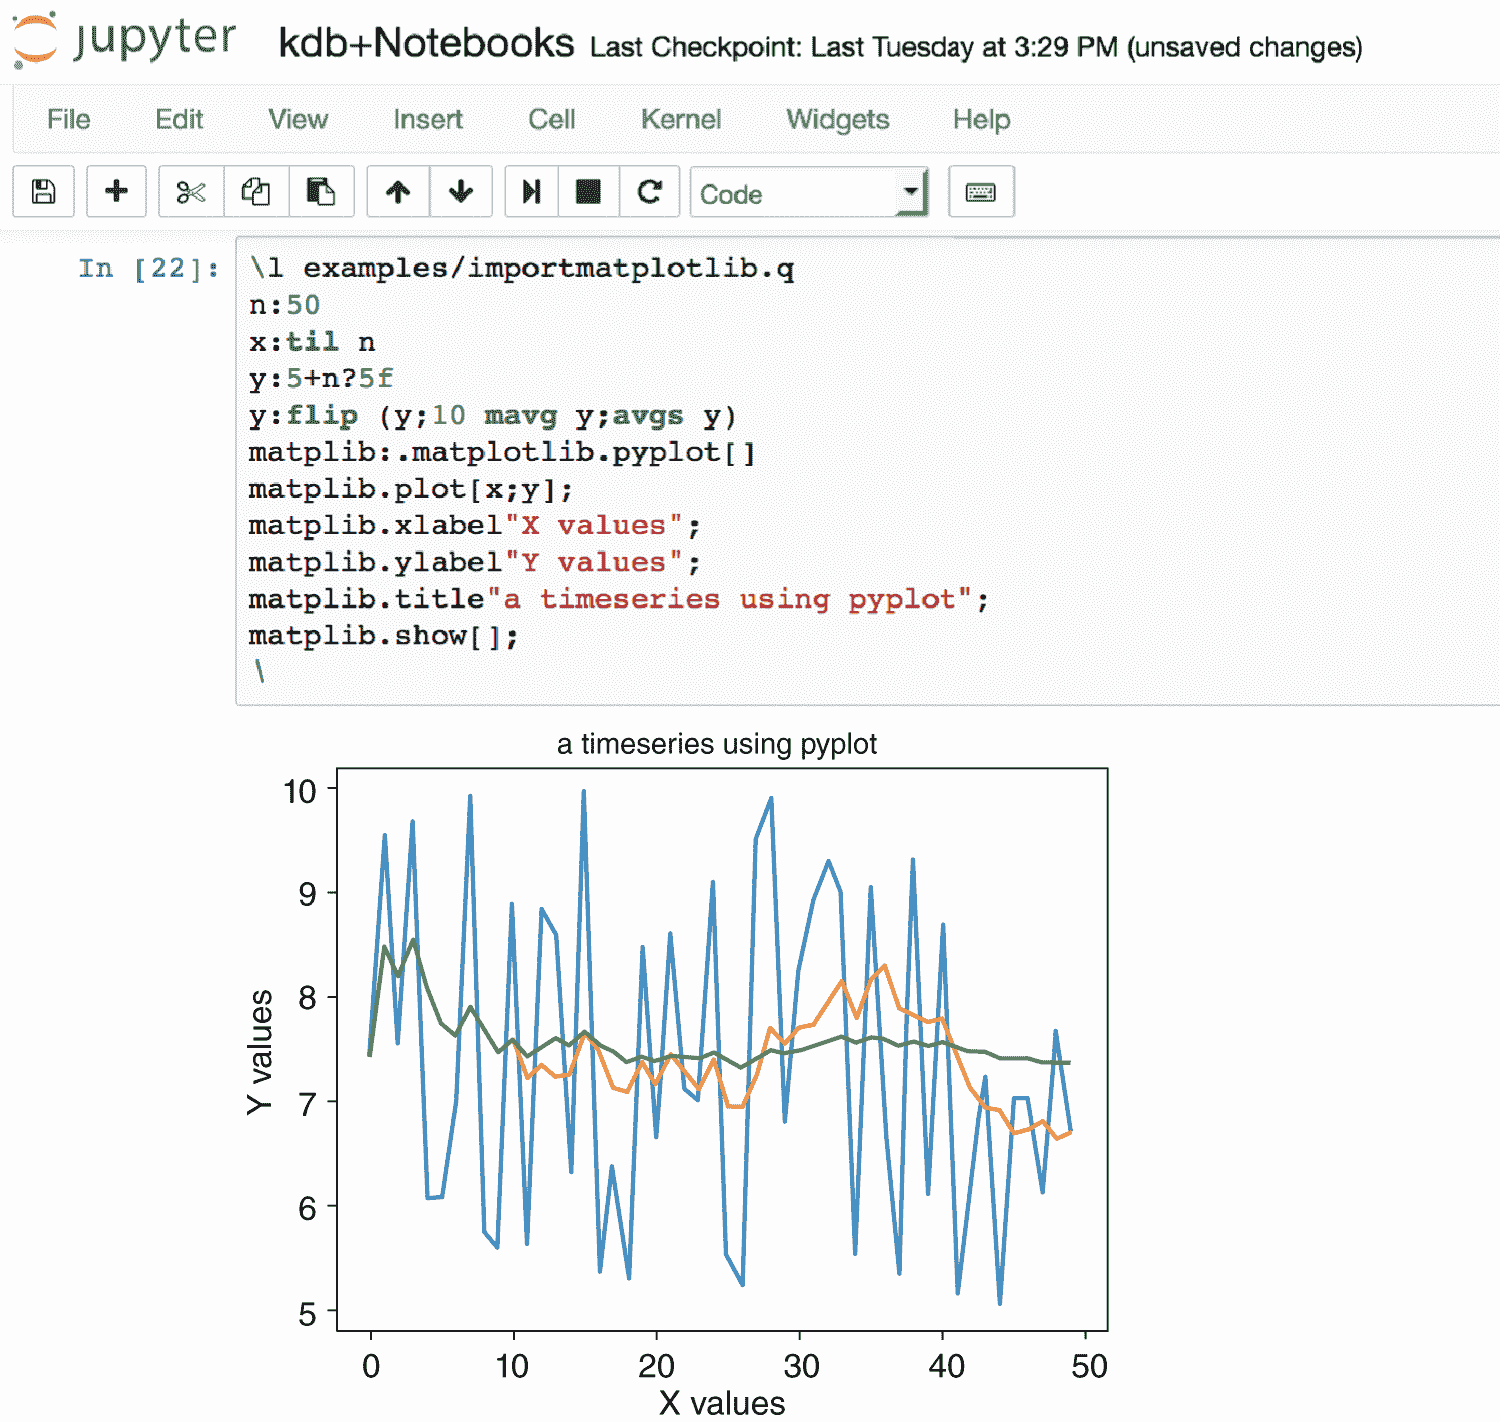 jupyter kdb+Notebooks Last Checkpoint: Last Tuesday at 3:29 PM (unsaved changes)
File Edit View Insert Cell Kernel Widgets Help
Code
In [22]: \l examples/importmatplotlib.q
n:50
x:til n
y:5+n?5f
y:flip (y;10 mavg y;avgs y)
matplib:.matplotlib.pyplot[]
matplib.plot[x;y];
matplib.xlabel"X values";
matplib.ylabel"Y values";
matplib.title"a timeseries using pyplot";
matplib.show[];
\
a timeseries using pyplot
10
9
8
7
6
5
Y values
0 10 20 30 40 50
X values